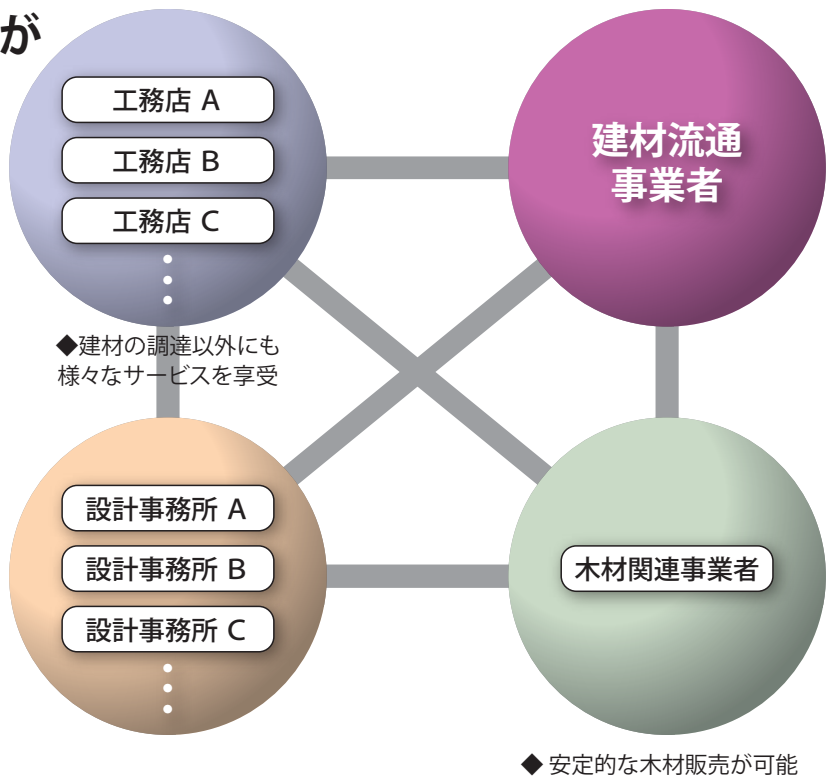 が
工務店 A
工務店 B
工務店 C
建材流通
事業者
◆建材の調達以外にも
様々なサービスを享受
設計事務所 A
設計事務所 B
設計事務所 C
木材関連事業者
◆ 安定的な木材販売が可能